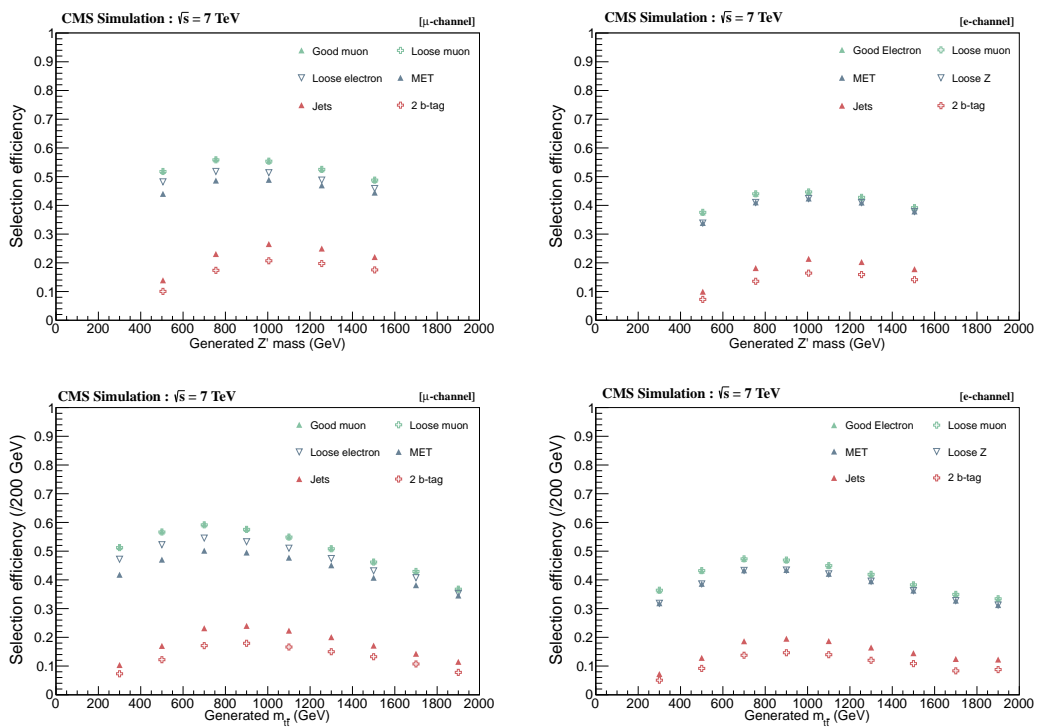 CMS Simulation : √s = 7 TeV [μ-channel]
Selection efficiency
1
0.9
0.8
0.7
0.6
0.5
0.4
0.3
0.2
0.1
0
Good muon Loose muon
Loose electron MET
Jets 2 b-tag
0 200 400 600 800 1000 1200 1400 1600 1800 2000
Generated Z' mass (GeV)
CMS Simulation : √s = 7 TeV [e-channel]
Selection efficiency
1
0.9
0.8
0.7
0.6
0.5
0.4
0.3
0.2
0.1
0
Good Electron Loose muon
MET Loose Z
Jets 2 b-tag
0 200 400 600 800 1000 1200 1400 1600 1800 2000
Generated Z' mass (GeV)
CMS Simulation : √s = 7 TeV [μ-channel]
Selection efficiency (/200 GeV)
1
0.9
0.8
0.7
0.6
0.5
0.4
0.3
0.2
0.1
0
Good muon Loose muon
Loose electron MET
Jets 2 b-tag
0 200 400 600 800 1000 1200 1400 1600 1800 2000
Generated m_tt̄ (GeV)
CMS Simulation : √s = 7 TeV [e-channel]
Selection efficiency (/200 GeV)
1
0.9
0.8
0.7
0.6
0.5
0.4
0.3
0.2
0.1
0
Good Electron Loose muon
MET Loose Z
Jets 2 b-tag
0 200 400 600 800 1000 1200 1400 1600 1800 2000
Generated m_tt̄ (GeV)